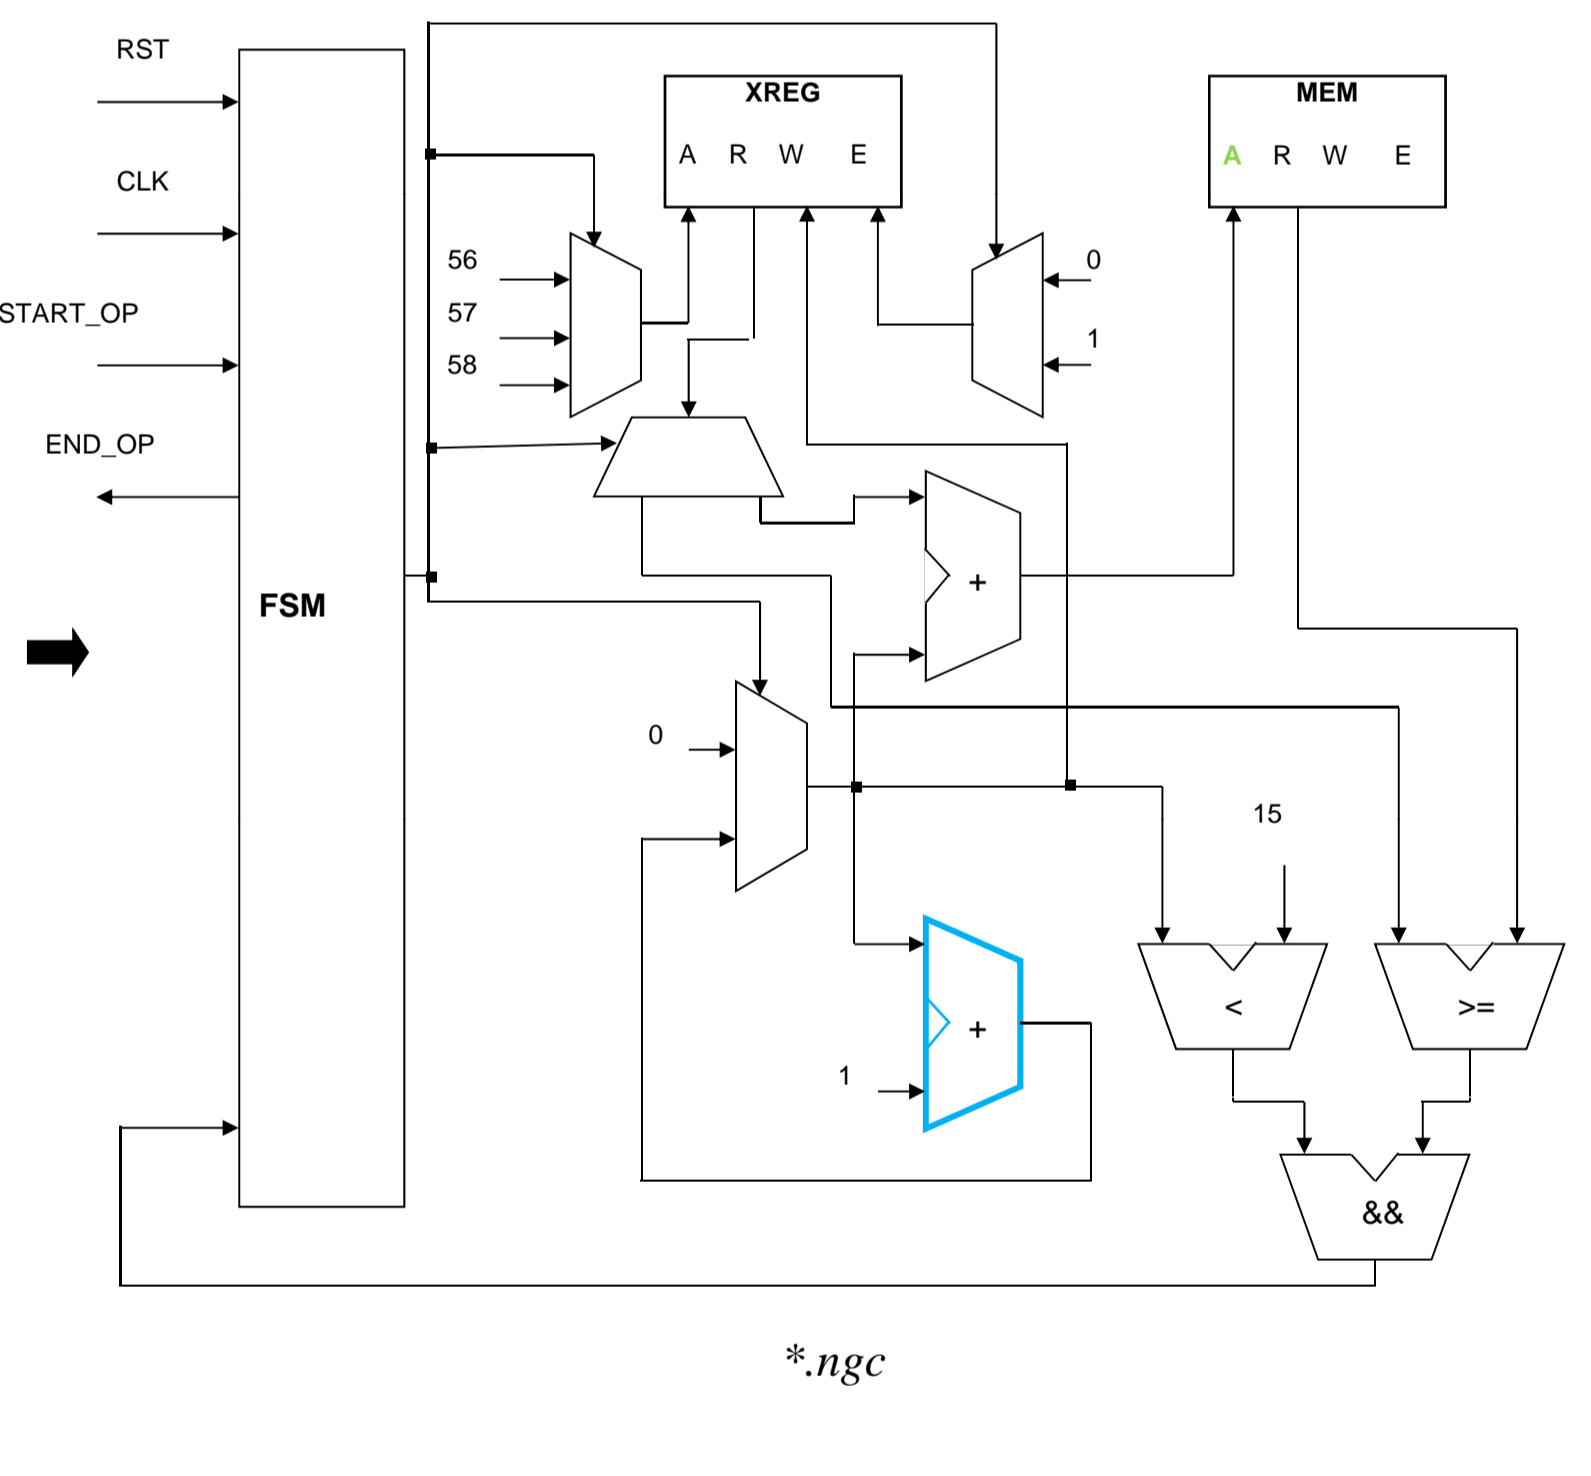 RST
XREG
MEM
A R W E
A R W E
CLK
56
0
57
START_OP
1
58
END_OP
+
FSM
0
15
<
>=
+
1
&&
*.ngc